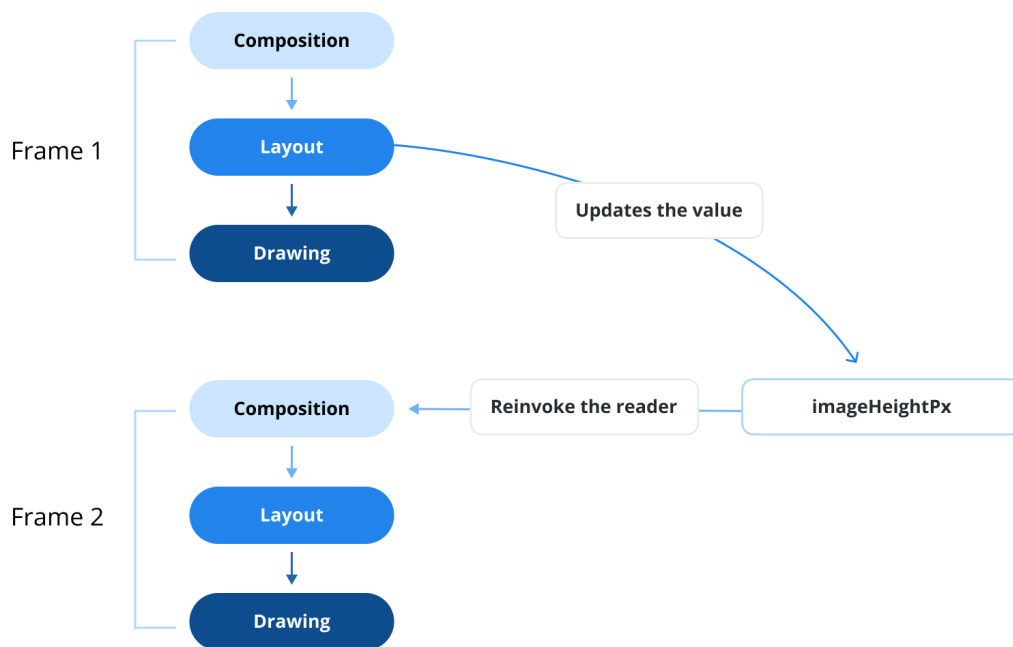 Composition
Frame 1
Layout
Updates the value
Drawing
Composition
Reinvoke the reader
imageHeightPx
Frame 2
Layout
Drawing